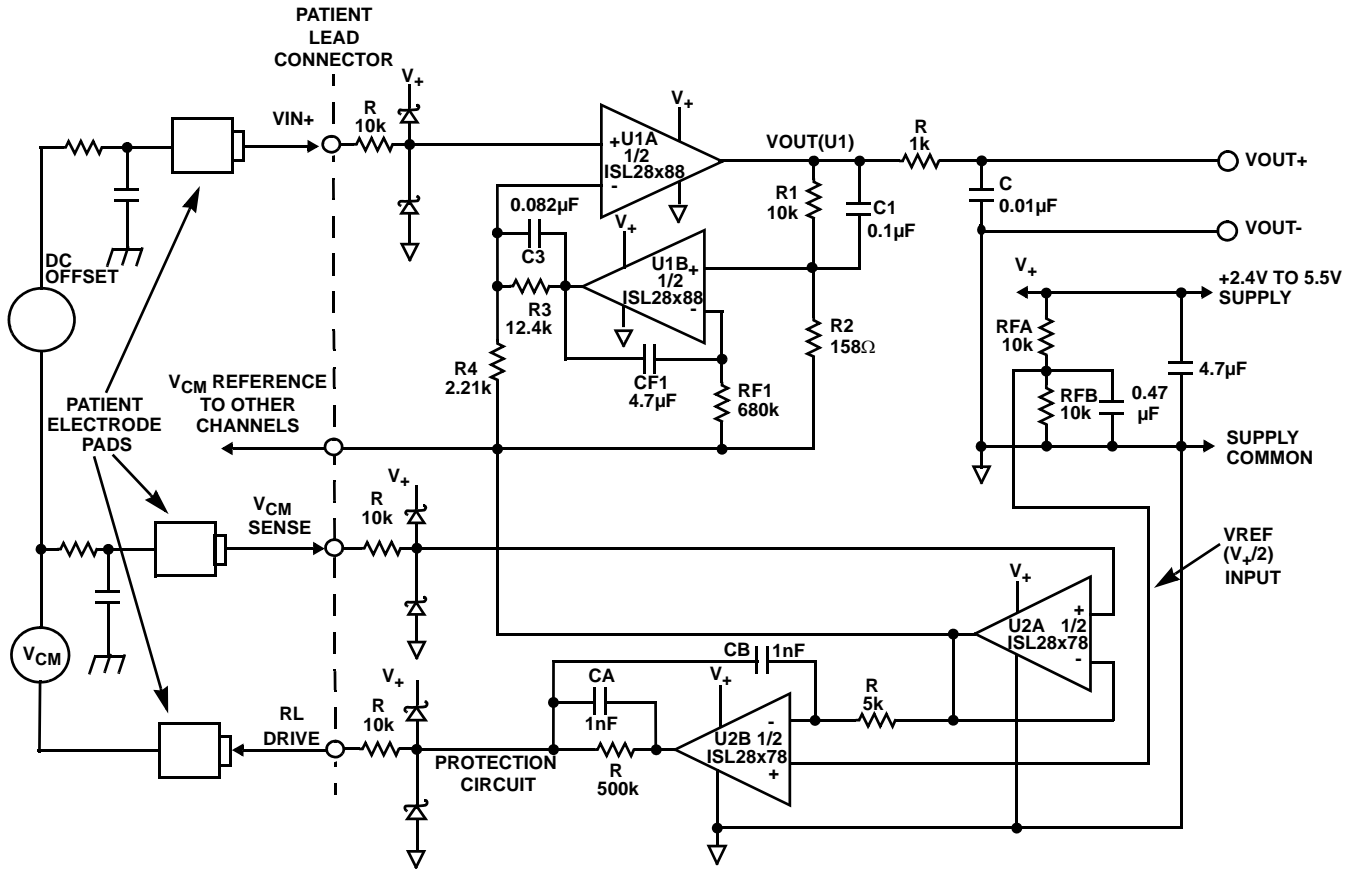 PATIENT
LEAD
CONNECTOR
V+
VIN+
R
10k
V+
+U1A
1/2
ISL28x88
-
VOUT(U1)
R
1k
VOUT+
C
0.01µF
VOUT-
R1
10k
C1
0.1µF
0.082µF
C3
V+
U1B
+
1/2
ISL28x88
-
R3
12.4k
R2
158Ω
R4
2.21k
CF1
4.7µF
RF1
680k
DC
OFFSET
V+
+2.4V TO 5.5V
SUPPLY
RFA
10k
RFB
10k
0.47
µF
4.7µF
SUPPLY
COMMON
VCM REFERENCE
TO OTHER
CHANNELS
PATIENT
ELECTRODE
PADS
VCM
SENSE
R
10k
V+
VREF
(V+/2)
INPUT
V+
+
U2A 1/2
ISL28x78
-
VCM
CB
1nF
CA
1nF
V+
R
5k
-
U2B 1/2
ISL28x78
+
R
500k
RL
DRIVE
R
10k
V+
PROTECTION
CIRCUIT